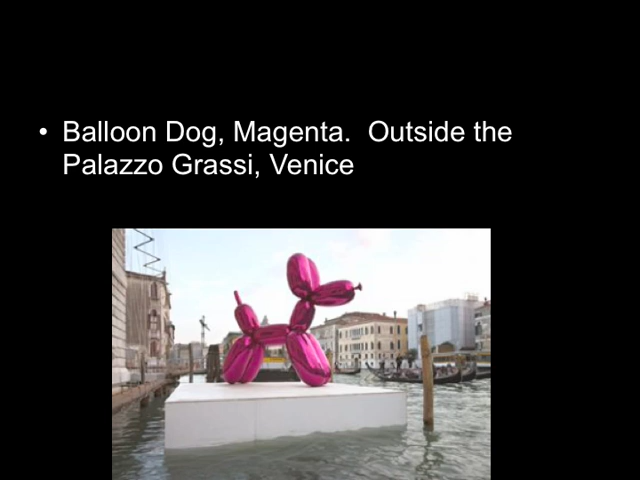 • Balloon Dog, Magenta.  Outside the
Palazzo Grassi, Venice